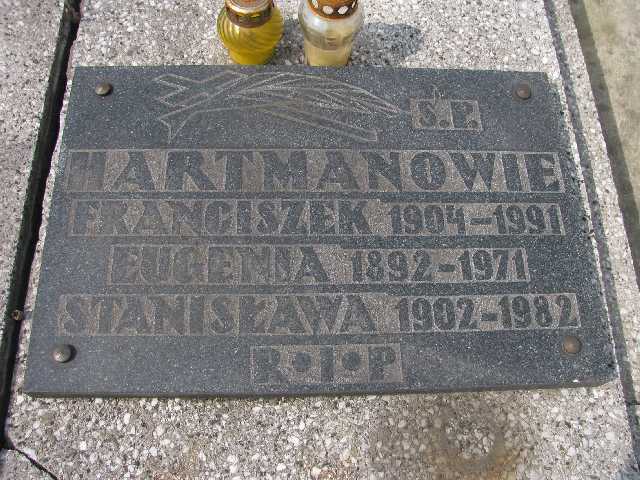 Ś.P.
HARTMANOWIE
FRANCISZEK 1904-1991
EUGENIA 1892-1971
STANISŁAWA 1902-1982
R•I•P